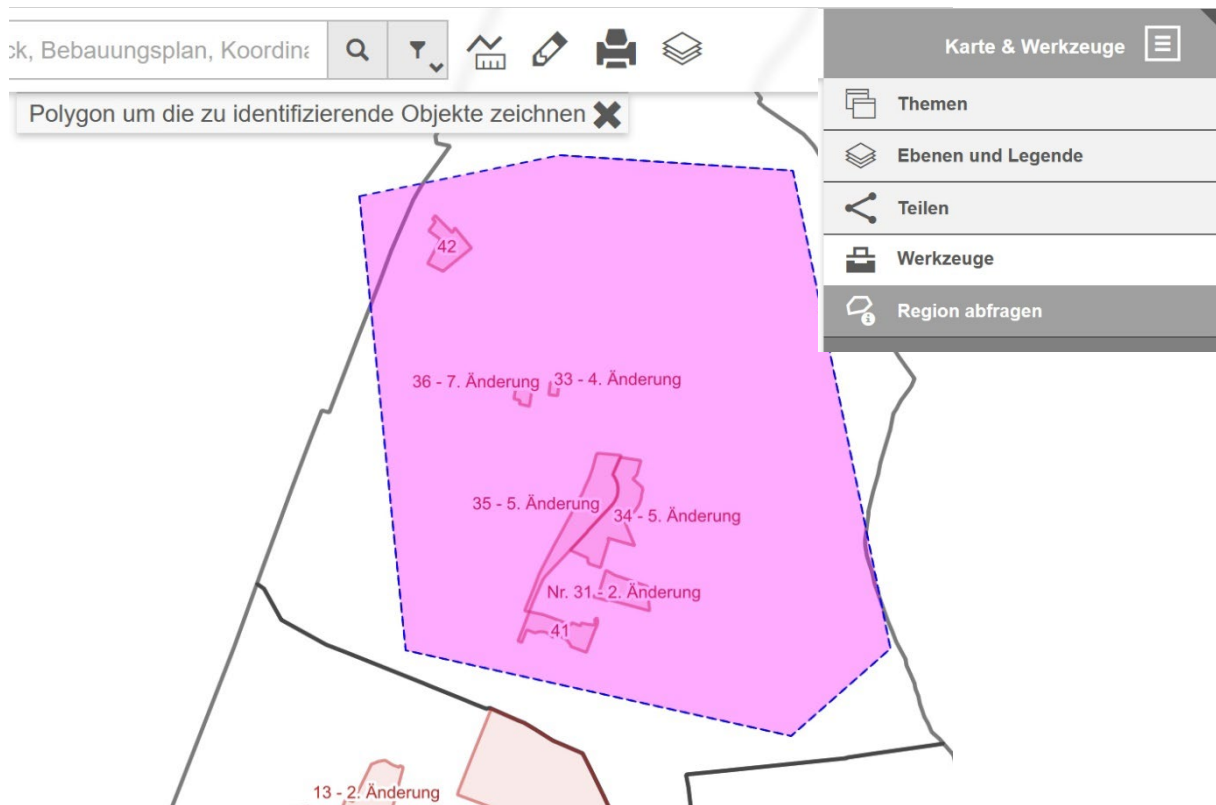 ck, Bebauungsplan, Koordina
Karte & Werkzeuge
Polygon um die zu identifizierende Objekte zeichnen
Themen
Ebenen und Legende
Teilen
Werkzeuge
Region abfragen
42
36 - 7. Änderung
33 - 4. Änderung
35 - 5. Änderung
34 - 5. Änderung
Nr. 31 - 2. Änderung
41
13 - 2. Änderung